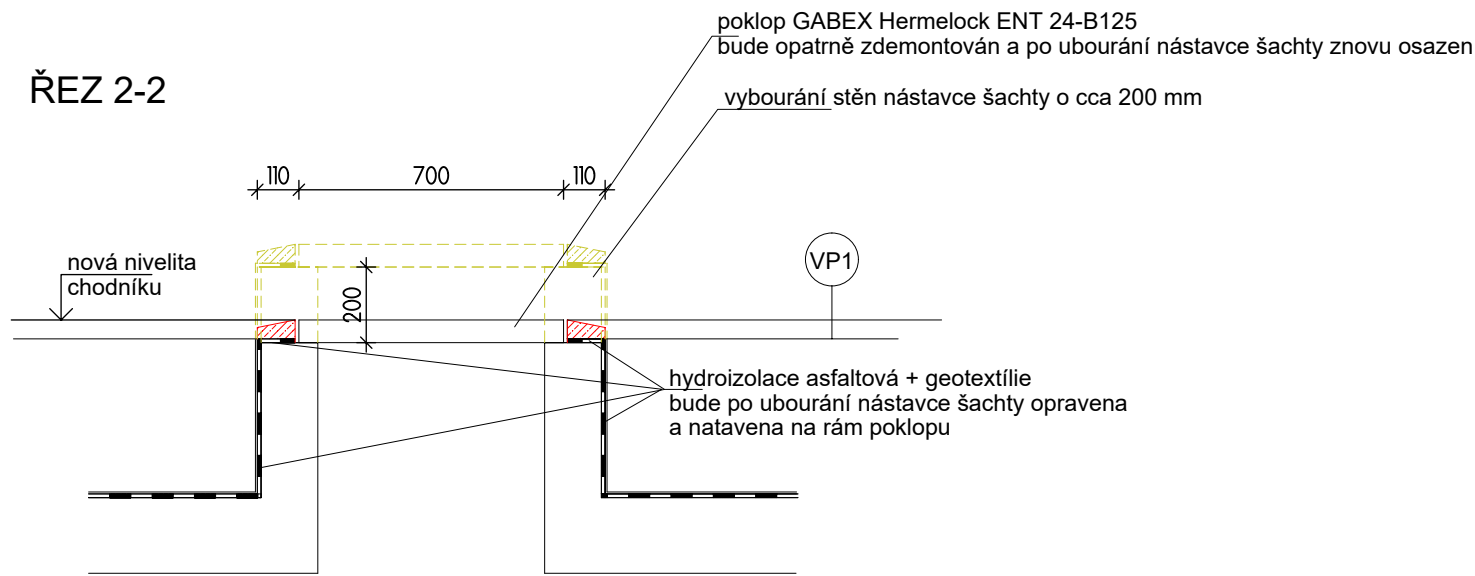 poklop GABEX Hermelock ENT 24-B125
bude opatrně zdemontován a po ubourání nástavce šachty znovu osazen
ŘEZ 2-2
vybourání stěn nástavce šachty o cca 200 mm
110
700
110
nová nivelita
chodníku
VP1
200
hydroizolace asfaltová + geotextílie
bude po ubourání nástavce šachty opravena
a natavena na rám poklopu